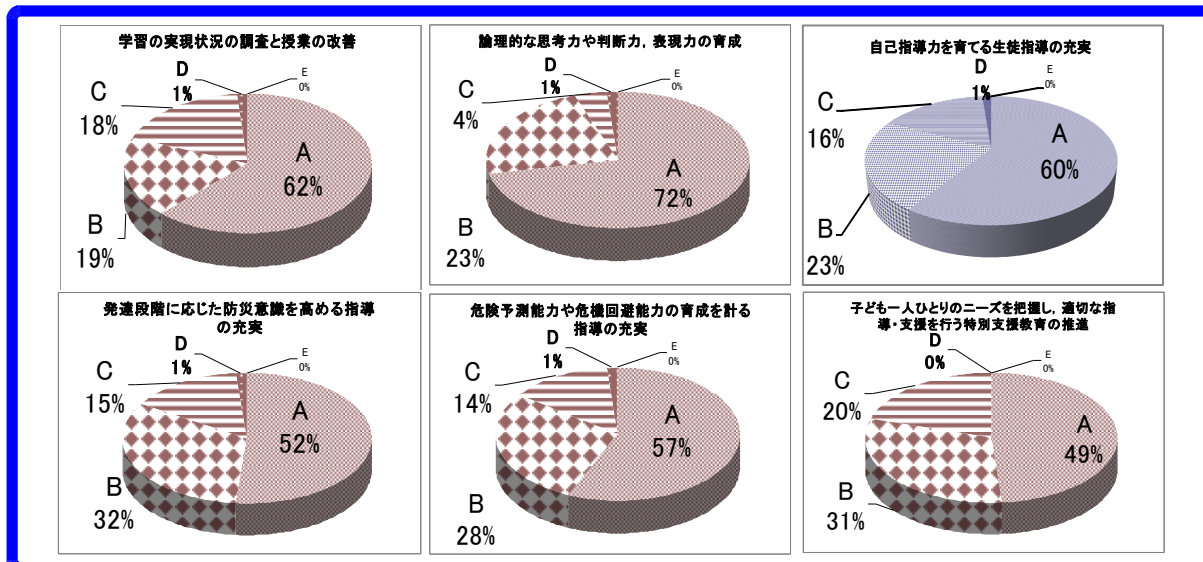 学習の実現状況の調査と授業の改善
D
1%
E
0%
C
18%
A
62%
B
19%
論理的な思考力や判断力，表現力の育成
D
1%
E
0%
C
4%
A
72%
B
23%
自己指導力を育てる生徒指導の充実
D
1%
E
0%
C
16%
A
60%
B
23%
発達段階に応じた防災意識を高める指導
の充実
D
1%
E
0%
C
15%
A
52%
B
32%
危険予測能力や危機回避能力の育成を計る
指導の充実
D
1%
E
0%
C
14%
A
57%
B
28%
子ども一人ひとりのニーズを把握し，適切な指
導・支援を行う特別支援教育の推進
D
0%
E
0%
C
20%
A
49%
B
31%